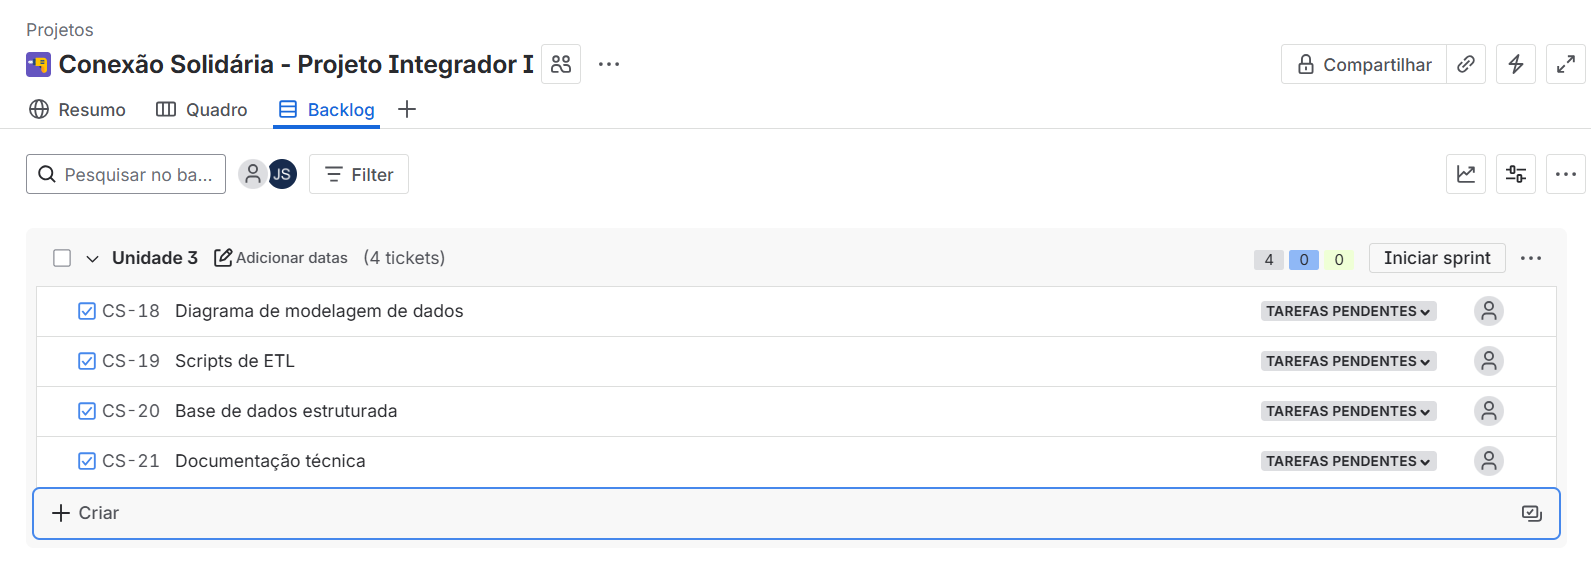 Projetos
Conexão Solidária - Projeto Integrador I
Compartilhar
Resumo Quadro Backlog
Pesquisar no ba... JS Filter
Unidade 3 Adicionar datas (4 tickets) 4 0 0 Iniciar sprint
CS-18 Diagrama de modelagem de dados TAREFAS PENDENTES
CS-19 Scripts de ETL TAREFAS PENDENTES
CS-20 Base de dados estruturada TAREFAS PENDENTES
CS-21 Documentação técnica TAREFAS PENDENTES
Criar